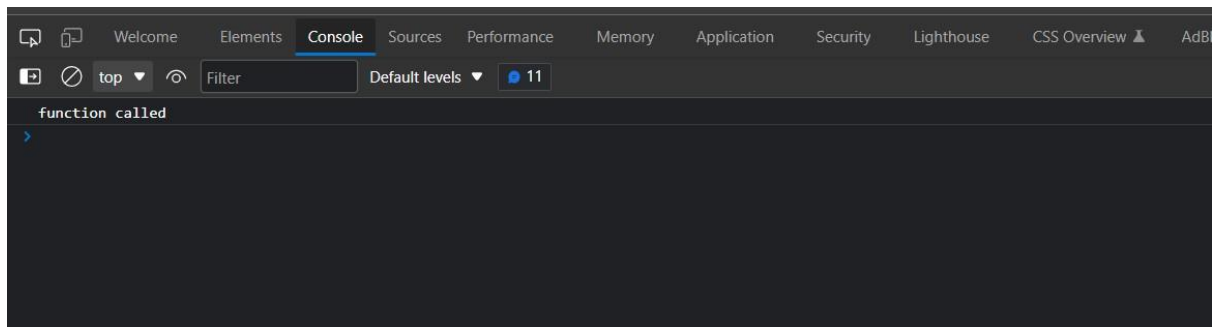 Welcome Elements Console Sources Performance Memory Application Security Lighthouse CSS Overview
top Filter Default levels 11
function called